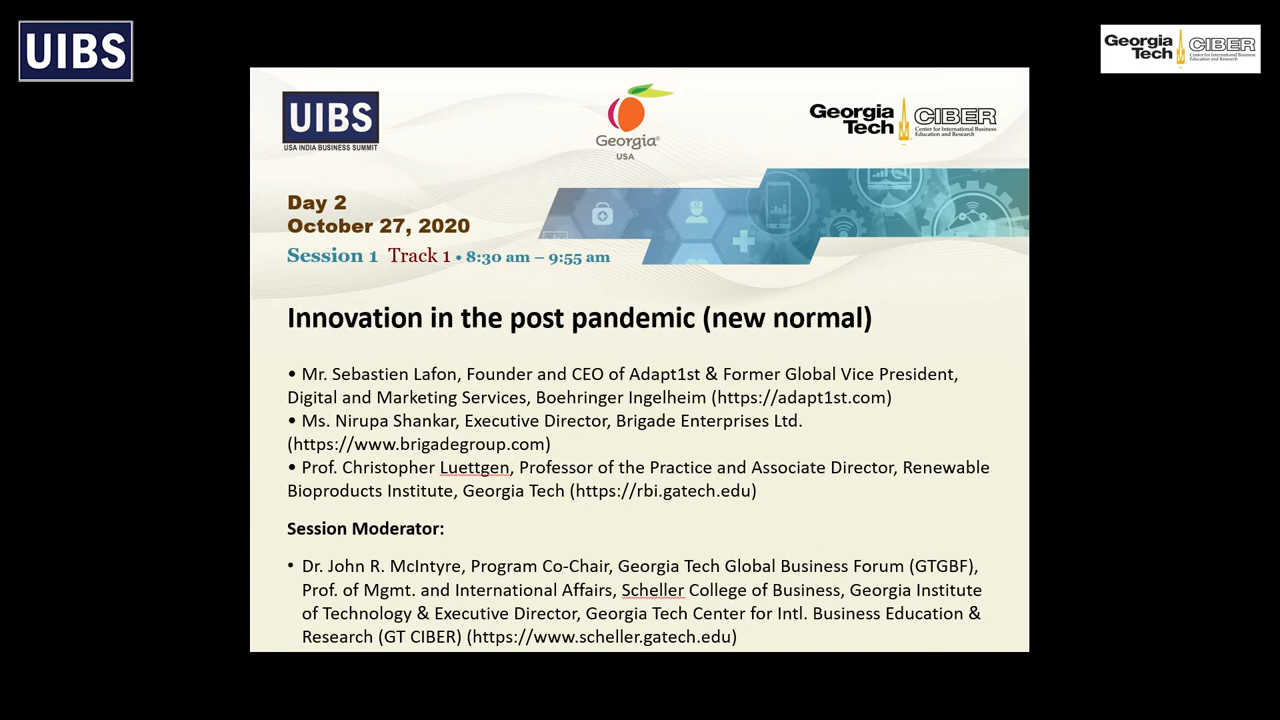 UIBS
Georgia Tech CIBER
Center for International Business
Education and Research
UIBS
USA INDIA BUSINESS SUMMIT
Georgia®
USA
Georgia Tech CIBER
Center for International Business
Education and Research
Day 2
October 27, 2020
Session 1 Track 1 • 8:30 am – 9:55 am
Innovation in the post pandemic (new normal)
• Mr. Sebastien Lafon, Founder and CEO of Adapt1st & Former Global Vice President,
Digital and Marketing Services, Boehringer Ingelheim (https://adapt1st.com)
• Ms. Nirupa Shankar, Executive Director, Brigade Enterprises Ltd.
(https://www.brigadegroup.com)
• Prof. Christopher Luettgen, Professor of the Practice and Associate Director, Renewable
Bioproducts Institute, Georgia Tech (https://rbi.gatech.edu)
Session Moderator:
• Dr. John R. McIntyre, Program Co-Chair, Georgia Tech Global Business Forum (GTGBF),
Prof. of Mgmt. and International Affairs, Scheller College of Business, Georgia Institute
of Technology & Executive Director, Georgia Tech Center for Intl. Business Education &
Research (GT CIBER) (https://www.scheller.gatech.edu)